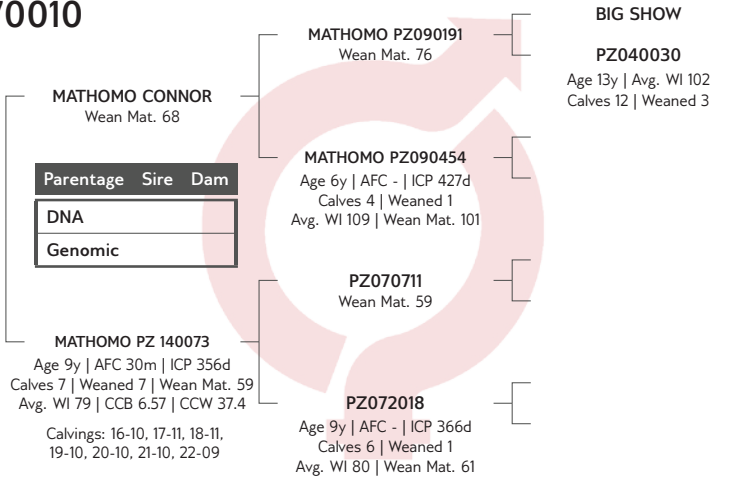 0010
MATHOMO CONNOR
Wean Mat. 68
Parentage Sire Dam
DNA
Genomic
MATHOMO PZ 140073
Age 9y | AFC 30m | ICP 356d
Calves 7 | Weaned 7 | Wean Mat. 59
Avg. WI 79 | CCB 6.57 | CCW 37.4
Calvings: 16-10, 17-11, 18-11,
19-10, 20-10, 21-10, 22-09
MATHOMO PZ090191
Wean Mat. 76
MATHOMO PZ090454
Age 6y | AFC - | ICP 427d
Calves 4 | Weaned 1
Avg. WI 109 | Wean Mat. 101
PZ070711
Wean Mat. 59
PZ072018
Age 9y | AFC - | ICP 366d
Calves 6 | Weaned 1
Avg. WI 80 | Wean Mat. 61
BIG SHOW
PZ040030
Age 13y | Avg. WI 102
Calves 12 | Weaned 3